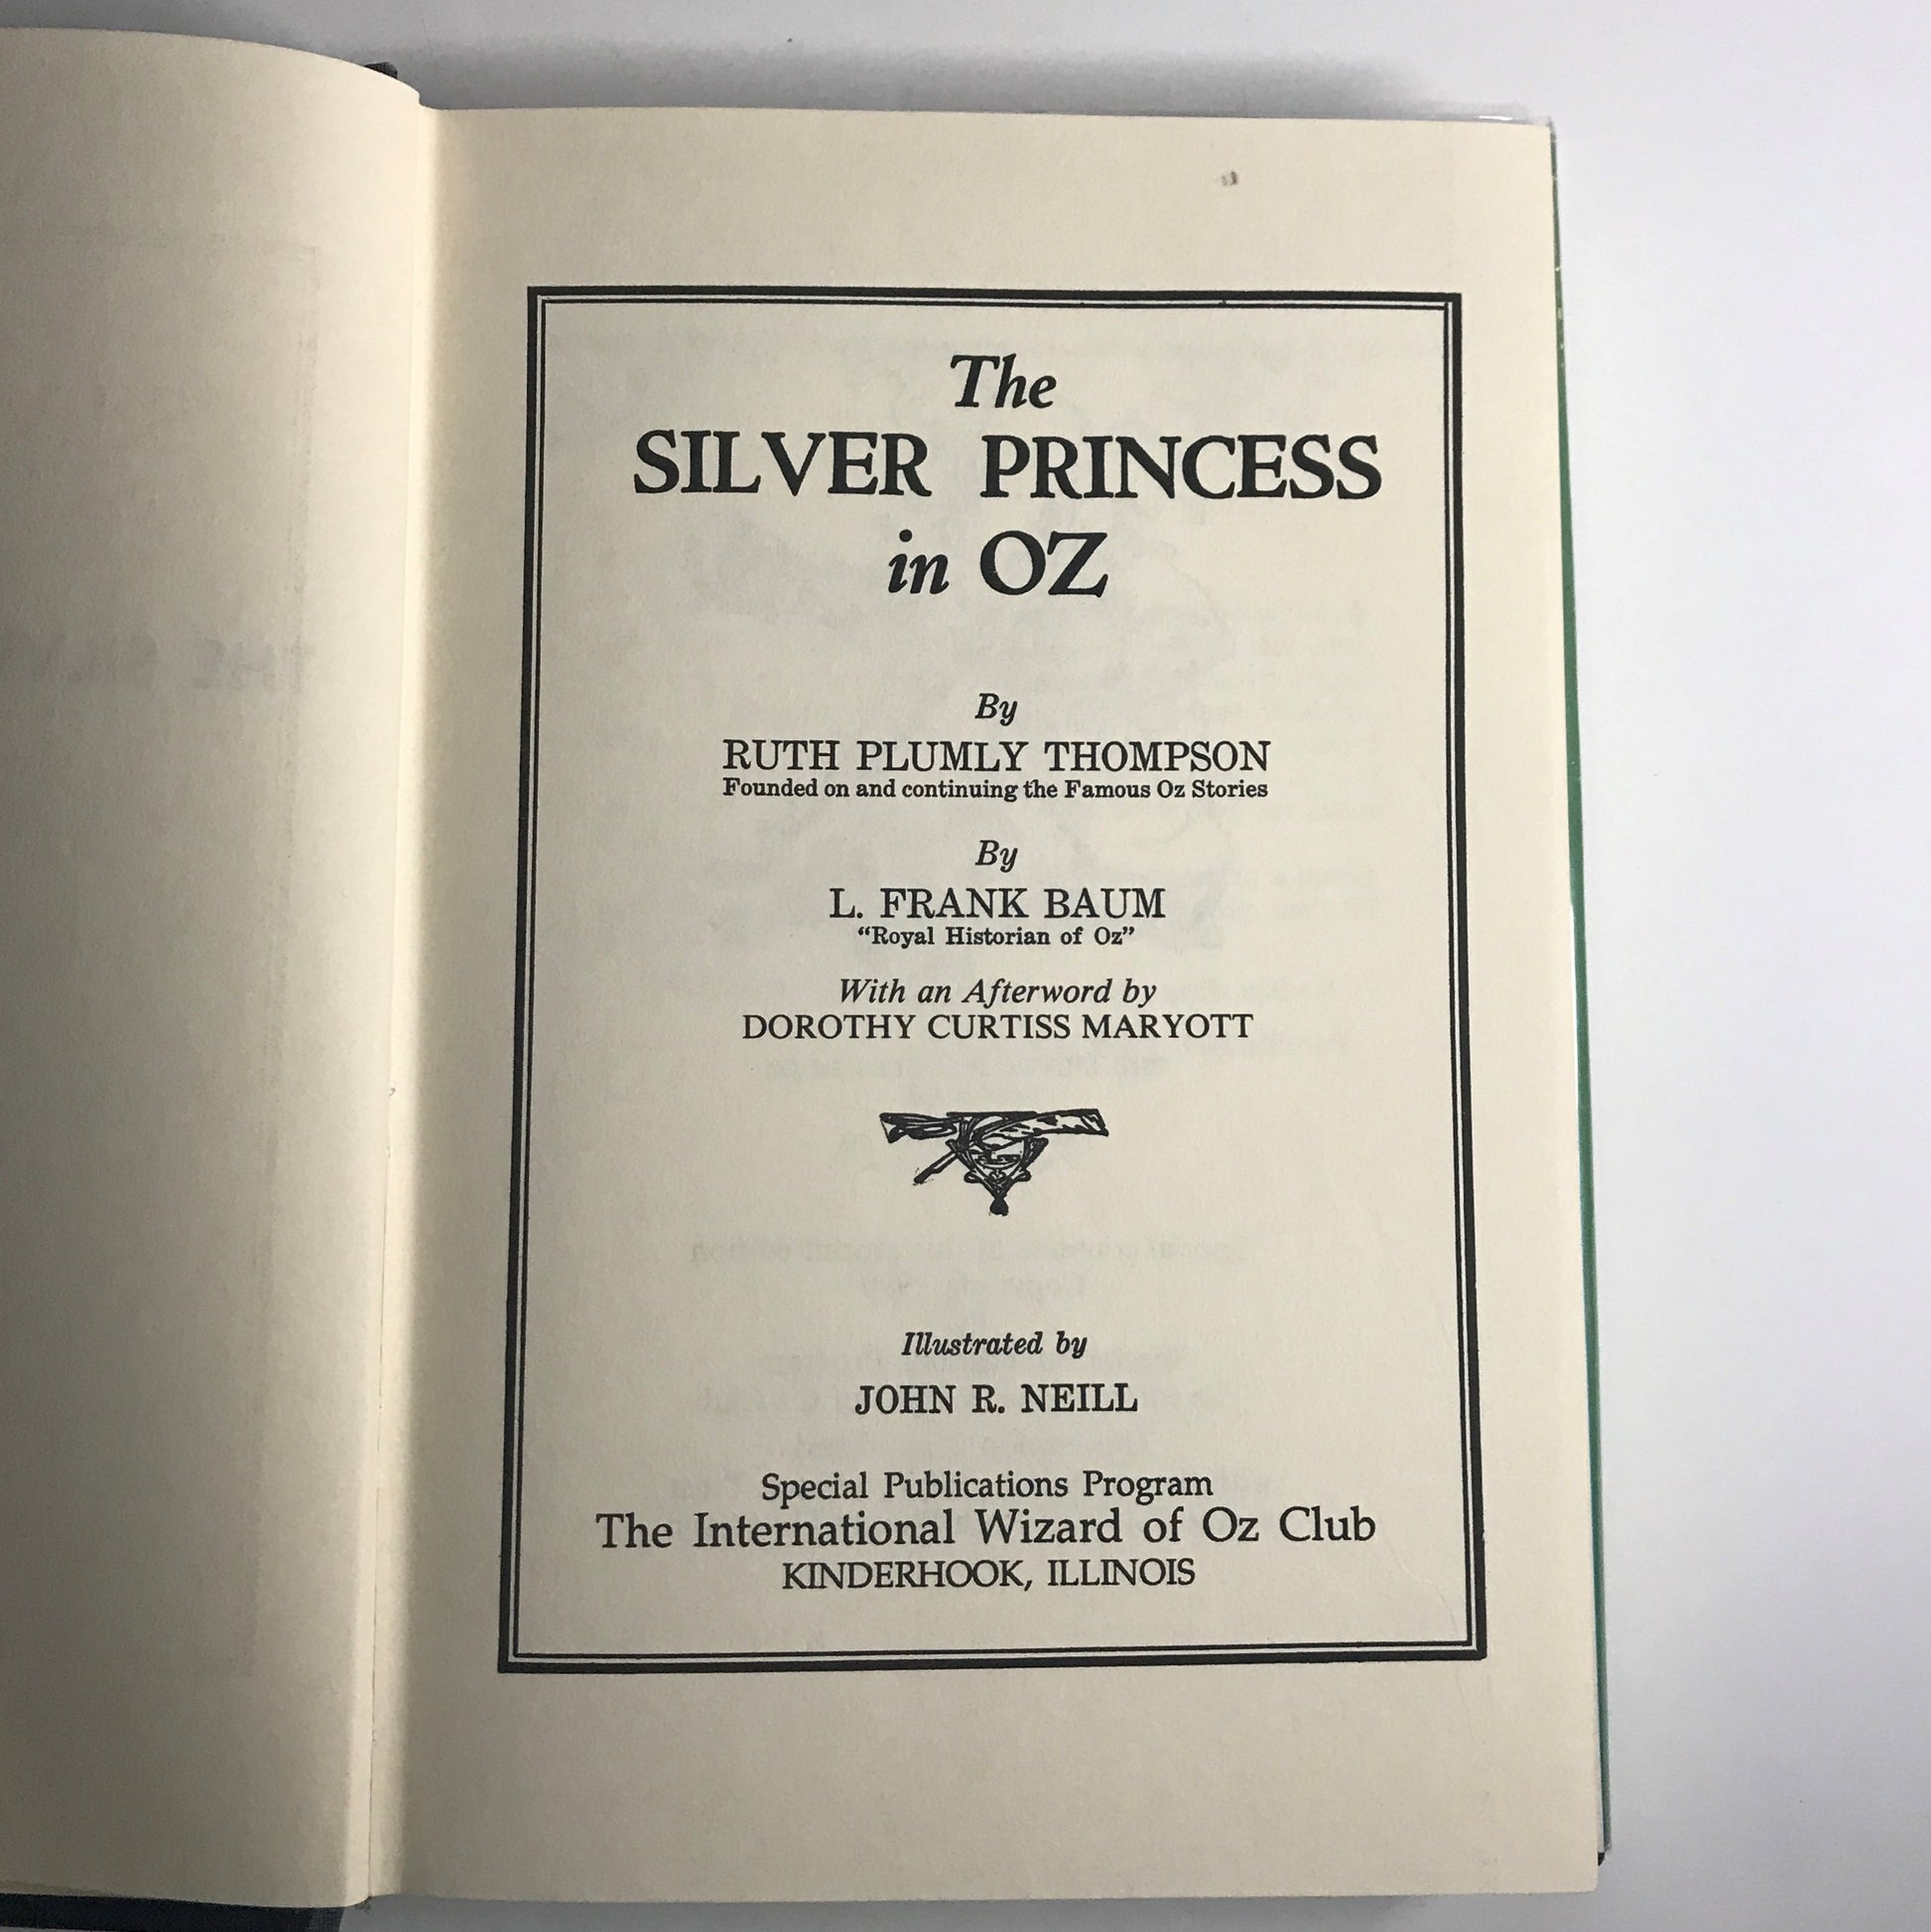 The
SILVER PRINCESS
in OZ
By
RUTH PLUMLY THOMPSON
Founded on and continuing the Famous Oz Stories
By
L. FRANK BAUM
“Royal Historian of Oz”
With an Afterword by
DOROTHY CURTISS MARYOTT
Illustrated by
JOHN R. NEILL
Special Publications Program
The International Wizard of Oz Club
KINDERHOOK, ILLINOIS